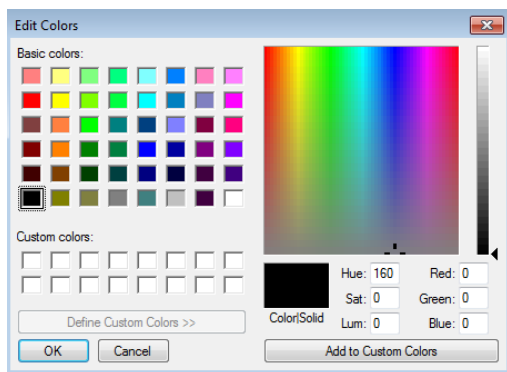 Edit Colors
Basic colors:
Custom colors:
Define Custom Colors >>
OK Cancel
Color|Solid
Hue: 160 Red: 0
Sat: 0 Green: 0
Lum: 0 Blue: 0
Add to Custom Colors